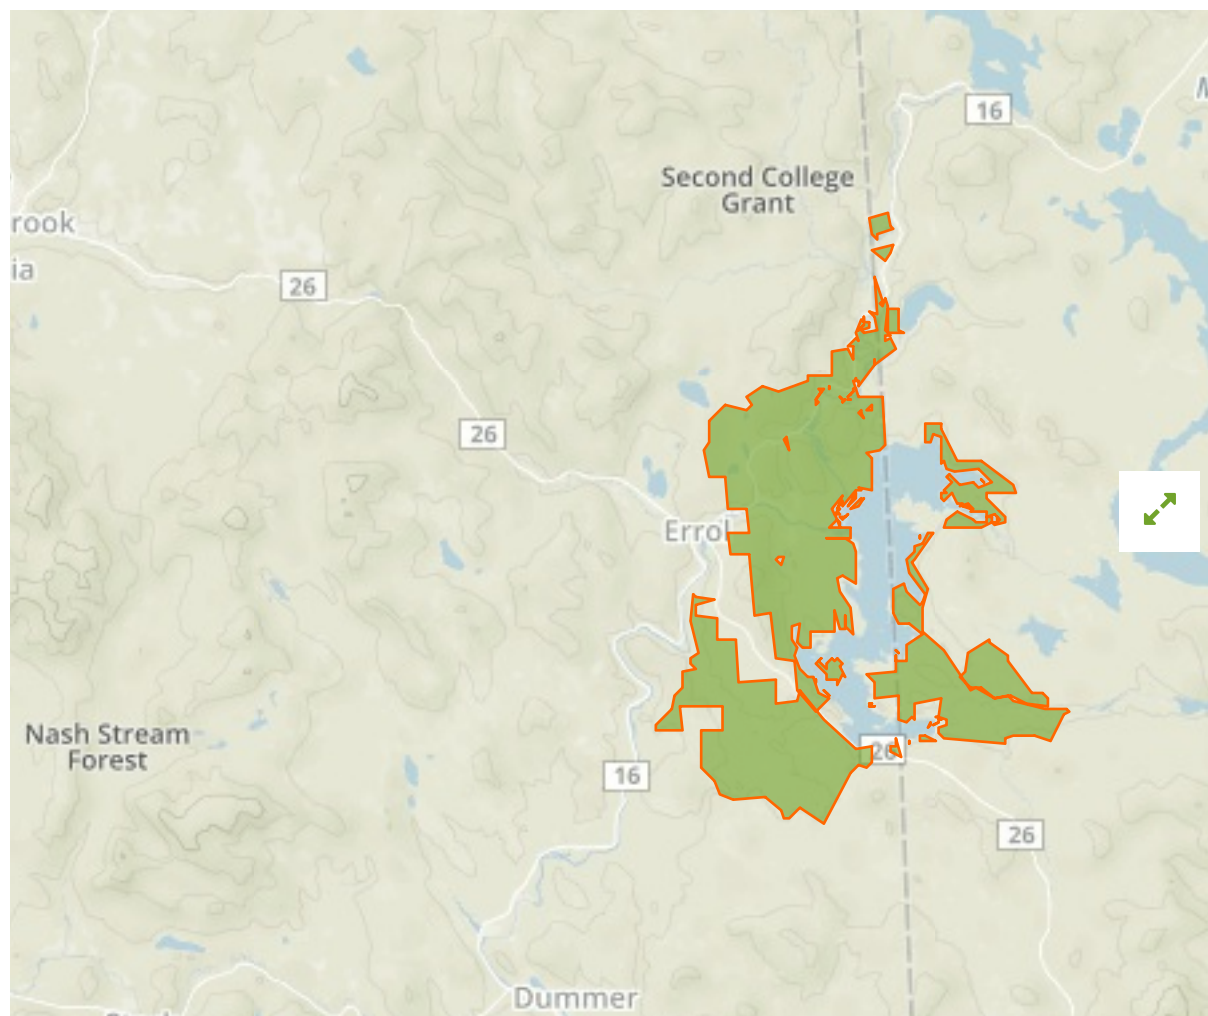 16
Second College
Grant
rook
ia
26
26
Errol
Nash Stream
Forest
16
26
26
Dummer